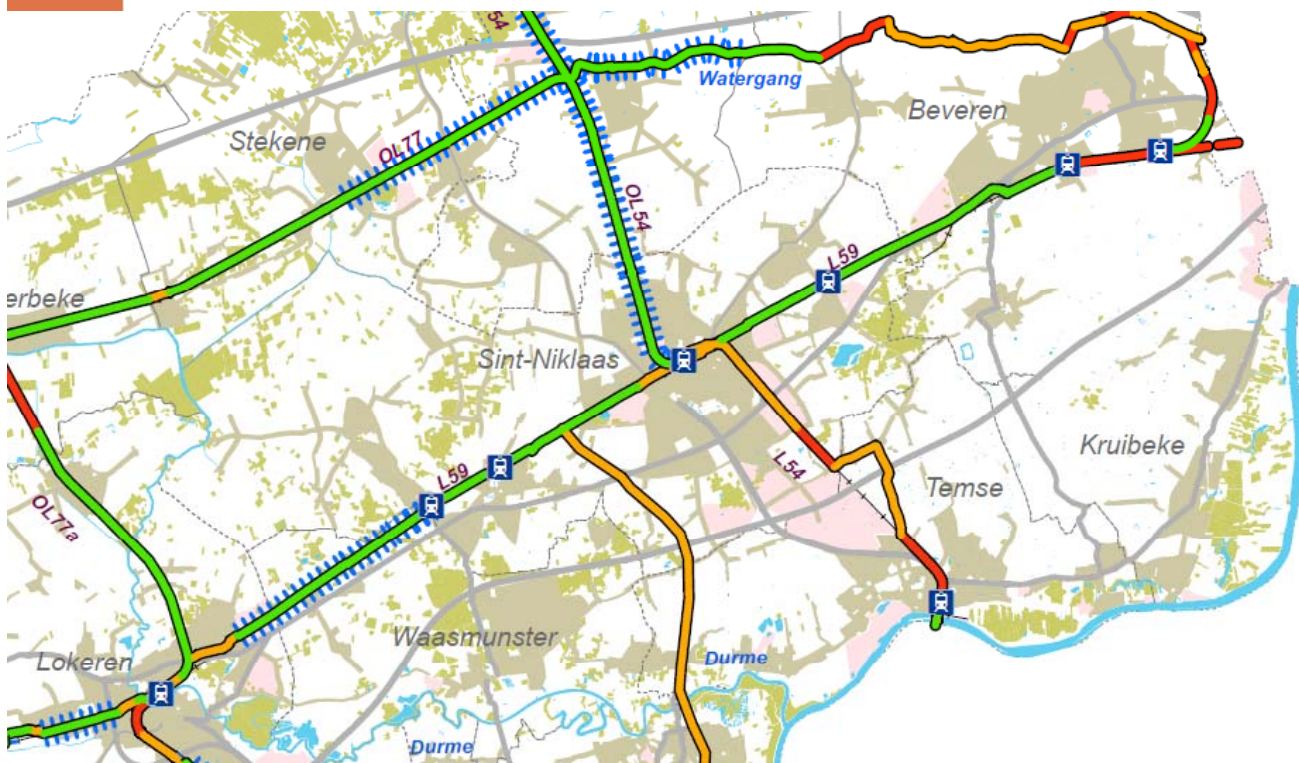 54
Watergang
Beveren
Stekene
OL77
OL54
L59
erbeke
Sint-Niklaas
Kruibeke
L59
L54
Temse
OL77a
Waasmunster
Lokeren
Durme
Durme